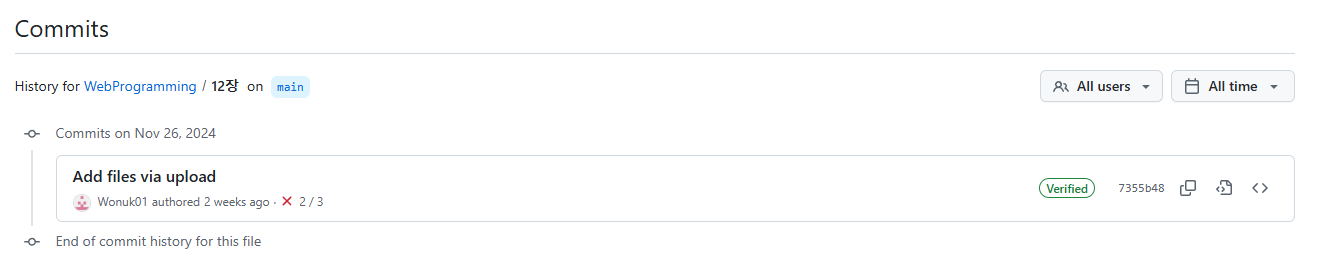 Commits
History for WebProgramming / 12장 on main
All users
All time
Commits on Nov 26, 2024
Add files via upload
Wonuk01 authored 2 weeks ago · 2 / 3
Verified
7355b48
End of commit history for this file